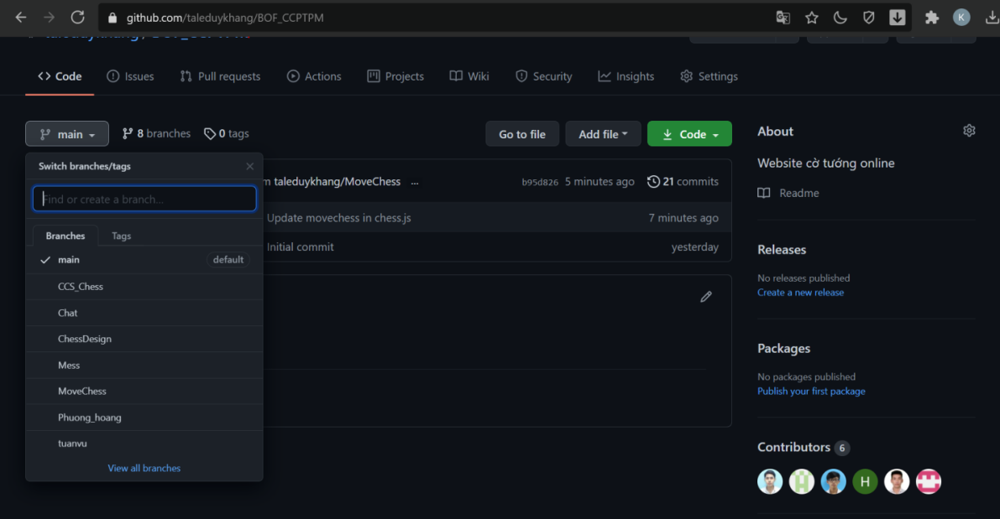 github.com/taleduykhang/BOF_CCPTPM
K
taleduykhang / BOF_CCPTPM
Code Issues Pull requests Actions Projects Wiki Security Insights Settings
main 8 branches 0 tags Go to file Add file Code
Switch branches/tags
Find or create a branch...
Branches Tags
main default
CCS_Chess
Chat
ChessDesign
Mess
MoveChess
Phuong_hoang
tuanvu
View all branches
m taleduykhang/MoveChess ... b95d826 5 minutes ago 21 commits
Update movechess in chess.js 7 minutes ago
Initial commit yesterday
About
Website cờ tướng online
Readme
Releases
No releases published
Create a new release
Packages
No packages published
Publish your first package
Contributors 6
H